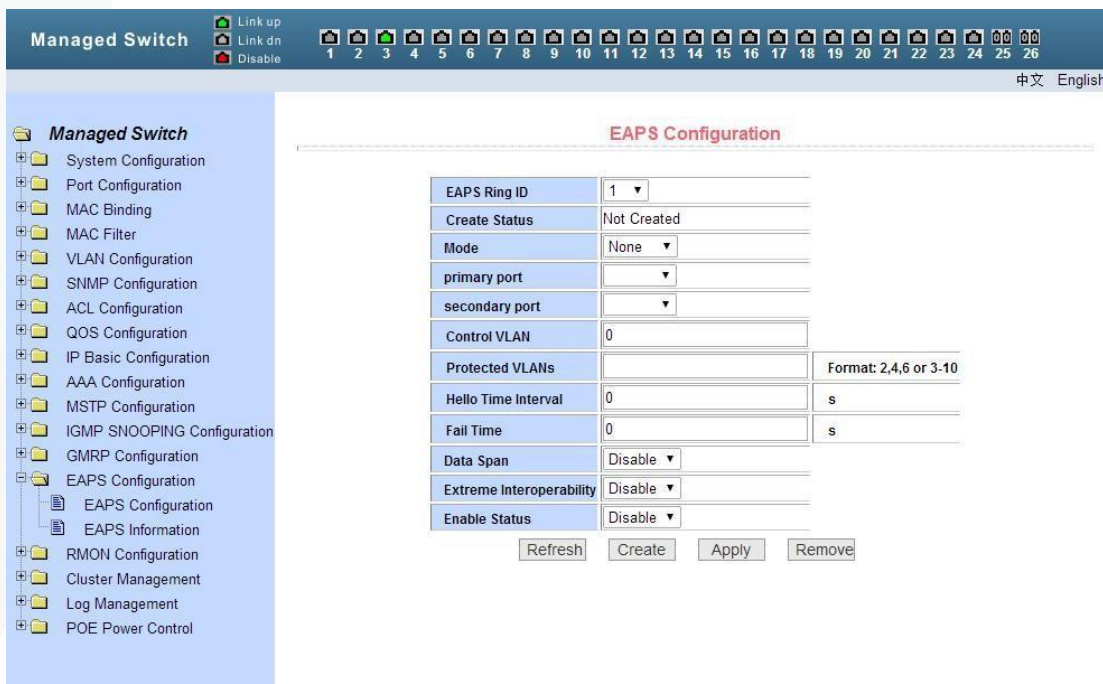 Managed Switch
Link up
Link dn
Disable
1 2 3 4 5 6 7 8 9 10 11 12 13 14 15 16 17 18 19 20 21 22 23 24 25 26
中文 English
Managed Switch
System Configuration
Port Configuration
MAC Binding
MAC Filter
VLAN Configuration
SNMP Configuration
ACL Configuration
QOS Configuration
IP Basic Configuration
AAA Configuration
MSTP Configuration
IGMP SNOOPING Configuration
GMRP Configuration
EAPS Configuration
EAPS Configuration
EAPS Information
RMON Configuration
Cluster Management
Log Management
POE Power Control
EAPS Configuration
EAPS Ring ID 1
Create Status Not Created
Mode None
primary port
secondary port
Control VLAN 0
Protected VLANs Format: 2,4,6 or 3-10
Hello Time Interval 0 s
Fail Time 0 s
Data Span Disable
Extreme Interoperability Disable
Enable Status Disable
Refresh Create Apply Remove